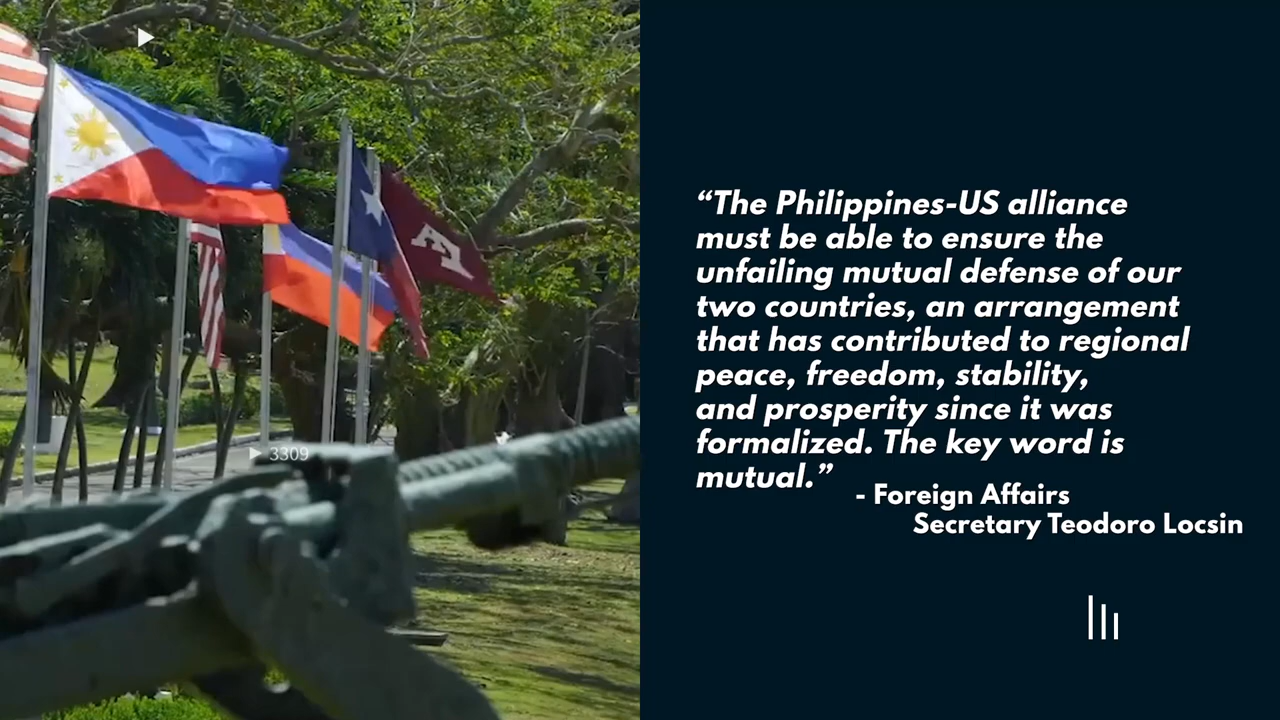 “The Philippines-US alliance
must be able to ensure the
unfailing mutual defense of our
two countries, an arrangement
that has contributed to regional
peace, freedom, stability,
and prosperity since it was
formalized. The key word is
mutual.”
- Foreign Affairs
Secretary Teodoro Locsin
3309
ATM